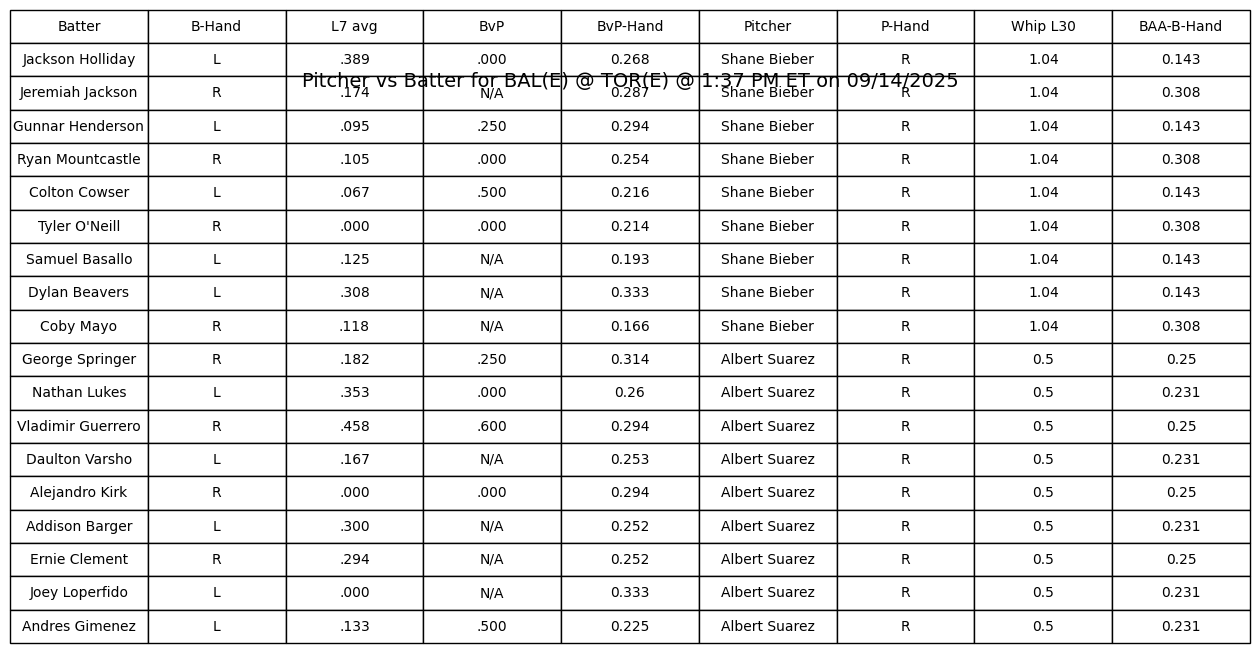 Batter B-Hand L7 avg BvP BvP-Hand Pitcher P-Hand Whip L30 BAA-B-Hand
Jackson Holliday L .389 .000 0.268 Shane Bieber R 1.04 0.143
Pitcher vs Batter for BAL(E) @ TOR(E) @ 1:37 PM ET on 09/14/2025
Jeremiah Jackson R .174 N/A 0.287 Shane Bieber R 1.04 0.308
Gunnar Henderson L .095 .250 0.294 Shane Bieber R 1.04 0.143
Ryan Mountcastle R .105 .000 0.254 Shane Bieber R 1.04 0.308
Colton Cowser L .067 .500 0.216 Shane Bieber R 1.04 0.143
Tyler O'Neill R .000 .000 0.214 Shane Bieber R 1.04 0.308
Samuel Basallo L .125 N/A 0.193 Shane Bieber R 1.04 0.143
Dylan Beavers L .308 N/A 0.333 Shane Bieber R 1.04 0.143
Coby Mayo R .118 N/A 0.166 Shane Bieber R 1.04 0.308
George Springer R .182 .250 0.314 Albert Suarez R 0.5 0.25
Nathan Lukes L .353 .000 0.26 Albert Suarez R 0.5 0.231
Vladimir Guerrero R .458 .600 0.294 Albert Suarez R 0.5 0.25
Daulton Varsho L .167 N/A 0.253 Albert Suarez R 0.5 0.231
Alejandro Kirk R .000 .000 0.294 Albert Suarez R 0.5 0.25
Addison Barger L .300 N/A 0.252 Albert Suarez R 0.5 0.231
Ernie Clement R .294 N/A 0.252 Albert Suarez R 0.5 0.25
Joey Loperfido L .000 N/A 0.333 Albert Suarez R 0.5 0.231
Andres Gimenez L .133 .500 0.225 Albert Suarez R 0.5 0.231